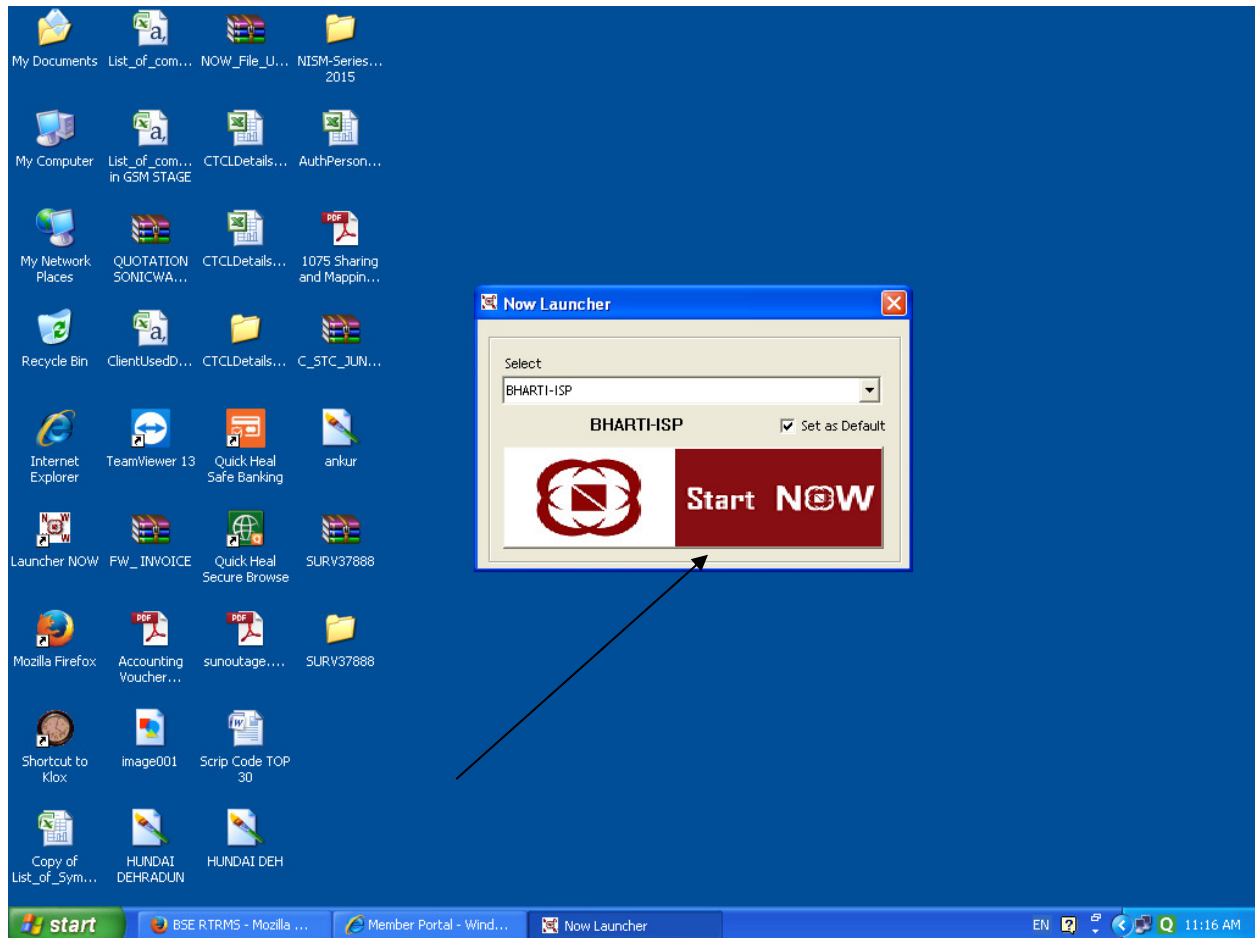 My Documents
List_of_com...
NOW_File_U...
NISM-Series...
2015
My Computer
List_of_com...
in GSM STAGE
CTCLDetails...
AuthPerson...
My Network
Places
QUOTATION
SONICWA...
CTCLDetails...
1075 Sharing
and Mappin...
Recycle Bin
ClientUsedD...
CTCLDetails...
C_STC_JUN...
Internet
Explorer
TeamViewer 13
Quick Heal
Safe Banking
ankur
Launcher NOW
FW_ INVOICE
Quick Heal
Secure Browse
SURV37888
Mozilla Firefox
Accounting
Voucher...
sunoutage....
SURV37888
Shortcut to
Klox
image001
Scrip Code TOP
30
Copy of
List_of_Sym...
HUNDAI
DEHRADUN
HUNDAI DEH
Now Launcher
Select
BHARTI-ISP
BHARTI-ISP
Set as Default
Start NOW
start
BSE RTRMS - Mozilla ...
Member Portal - Wind...
Now Launcher
EN
11:16 AM